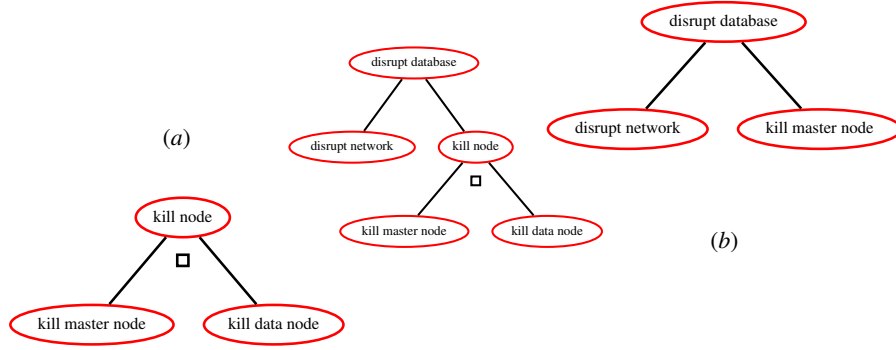 disrupt database
disrupt network
kill master node
disrupt database
disrupt network
kill node
kill master node
kill data node
(a)
kill node
kill master node
kill data node
(b)